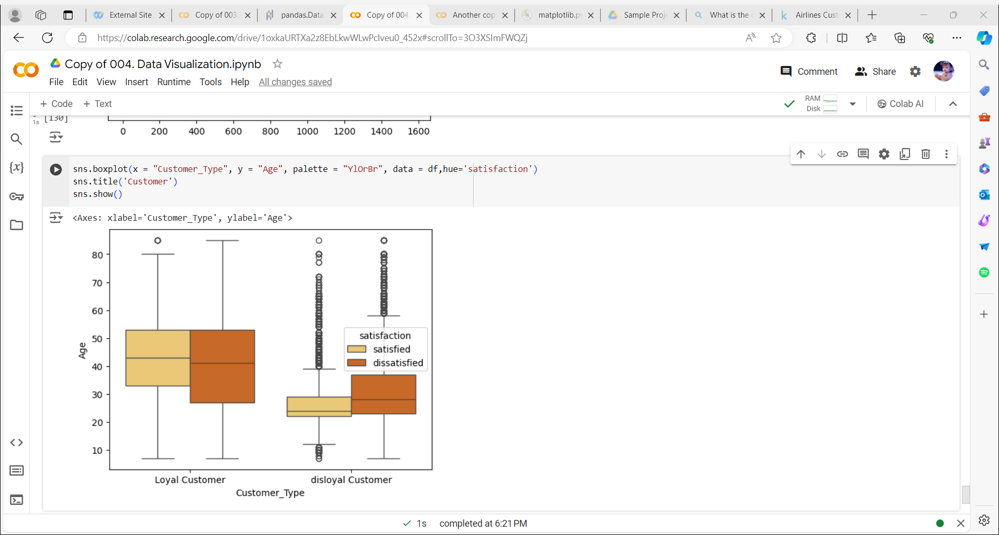 External Site
Copy of 003.
pandas.Data
Copy of 004.
Another cop
matplotlib.p
Sample Proje
What is the
Airlines Cust
https://colab.research.google.com/drive/1oxkaURTXa2z8EbLkwWLwPcIveu0_452x#scrollTo=3O3XSImFWQZj
Copy of 004. Data Visualization.ipynb
Comment
Share
File Edit View Insert Runtime Tools Help All changes saved
+ Code + Text
RAM
Disk
Colab AI
[130]
1s
0 200 400 600 800 1000 1200 1400 1600
{x}
sns.boxplot(x = "Customer_Type", y = "Age", palette = "YlOrBr", data = df,hue='satisfaction')
sns.title('Customer')
sns.show()
<Axes: xlabel='Customer_Type', ylabel='Age'>
80
70
60
50
40
30
20
10
Age
satisfaction
satisfied
dissatisfied
Loyal Customer
disloyal Customer
Customer_Type
1s completed at 6:21 PM